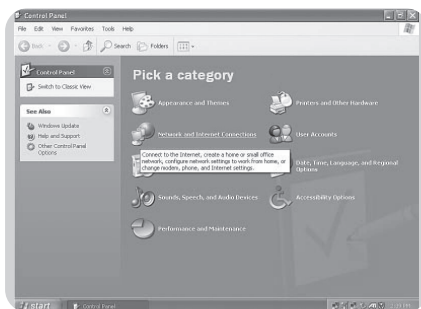 Control Panel
File Edit View Favorites Tools Help
Back Search Folders
Control Panel
Switch to Classic View
See Also
Windows Update
Help and Support
Other Control Panel
Options
Pick a category
Appearance and Themes
Printers and Other Hardware
Network and Internet Connections
User Accounts
Connect to the Internet, create a home or small office
network, configure network settings to work from home, or
change modem, phone, and Internet settings.
Date, Time, Language, and Regional
Options
Sounds, Speech, and Audio Devices
Accessibility Options
Performance and Maintenance
start
Control Panel